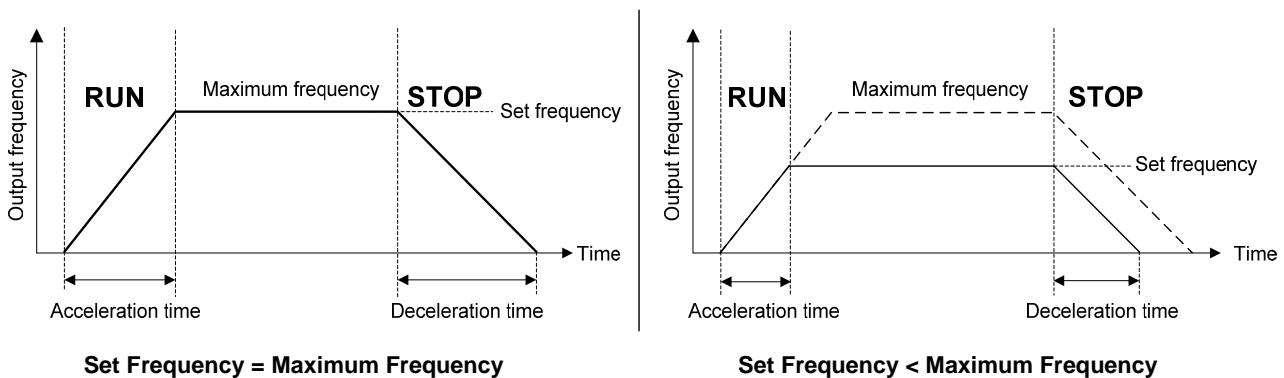 Output frequency
RUN
Maximum frequency
STOP
Set frequency
Time
Acceleration time
Deceleration time
Set Frequency = Maximum Frequency
Output frequency
RUN
Maximum frequency
STOP
Set frequency
Time
Acceleration time
Deceleration time
Set Frequency < Maximum Frequency